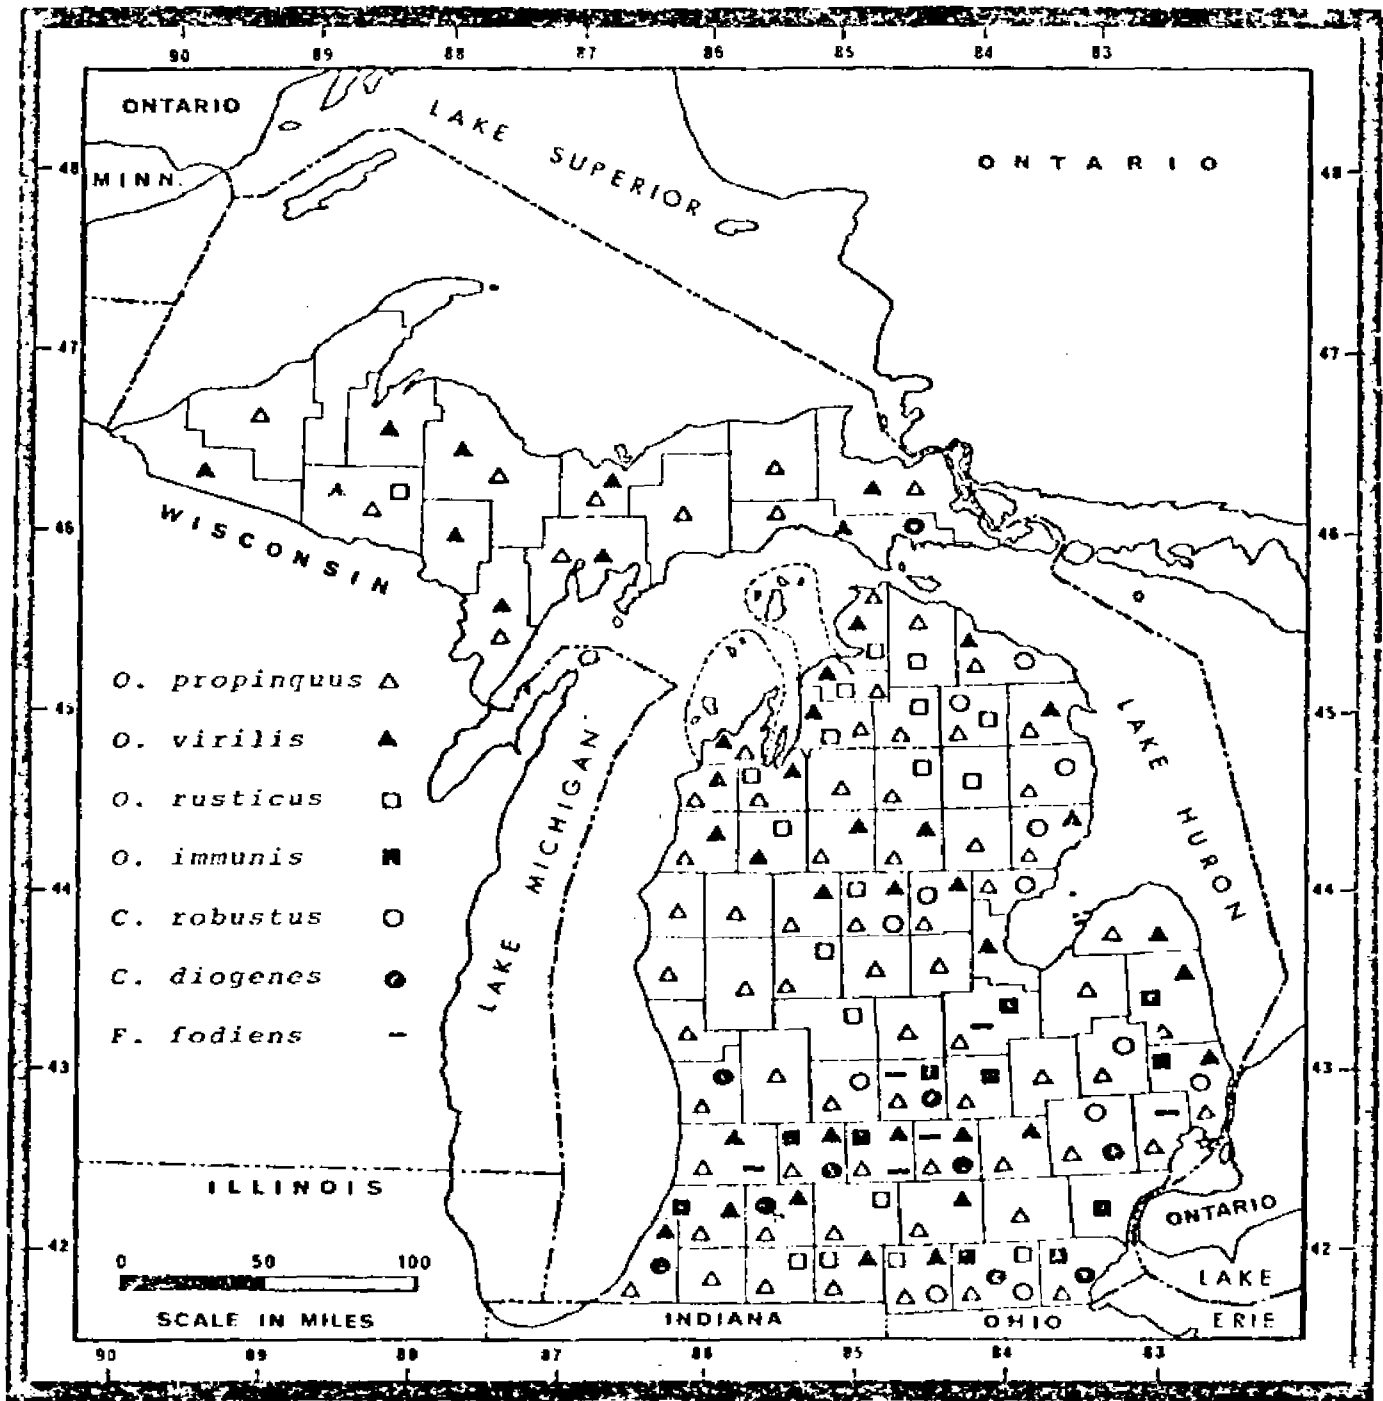 90 89 88 87 86 85 84 83
ONTARIO
LAKE SUPERIOR
ONTARIO
48 MINN. 48
47 47
46 46
WISCONSIN
O. propinquus
O. virilis
O. rusticus
O. immunis
C. robustus
C. diogenes
F. fodiens
45 45
LAKE MICHIGAN
LAKE HURON
44 44
43 43
ILLINOIS
ONTARIO
42 42
0 50 100
SCALE IN MILES
INDIANA
OHIO
LAKE
ERIE
90 89 88 87 86 85 84 83